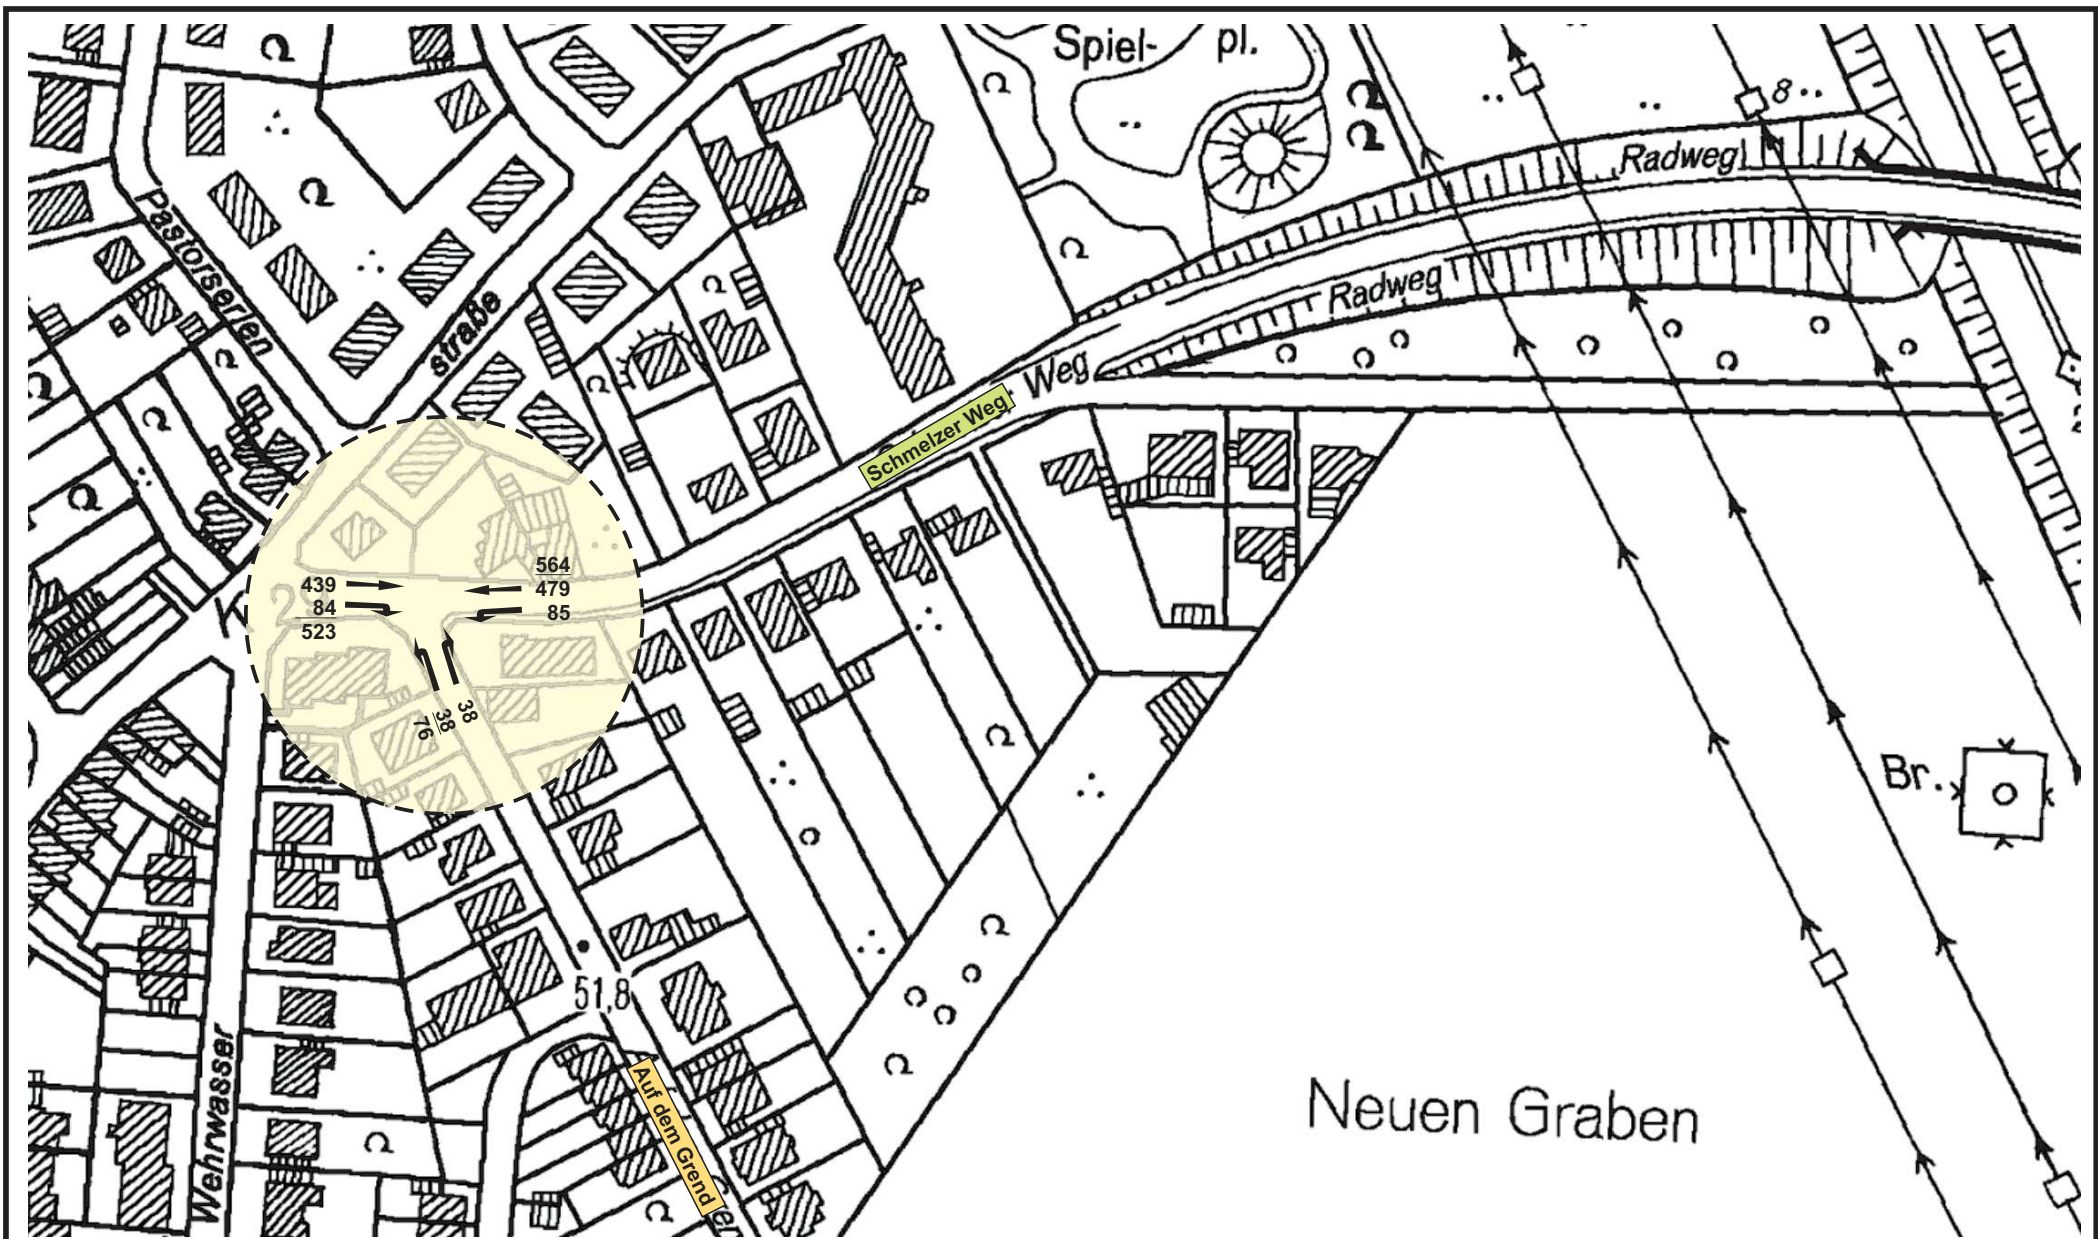 Spiel- pl.
8
Radweg
Pastorserlen
straße
Radweg
Weg
Schmelzer Weg
564
439
479
84
85
523
76
38
38
Br.
51,8
Wehrwasser
Auf dem Grend
Neuen Graben